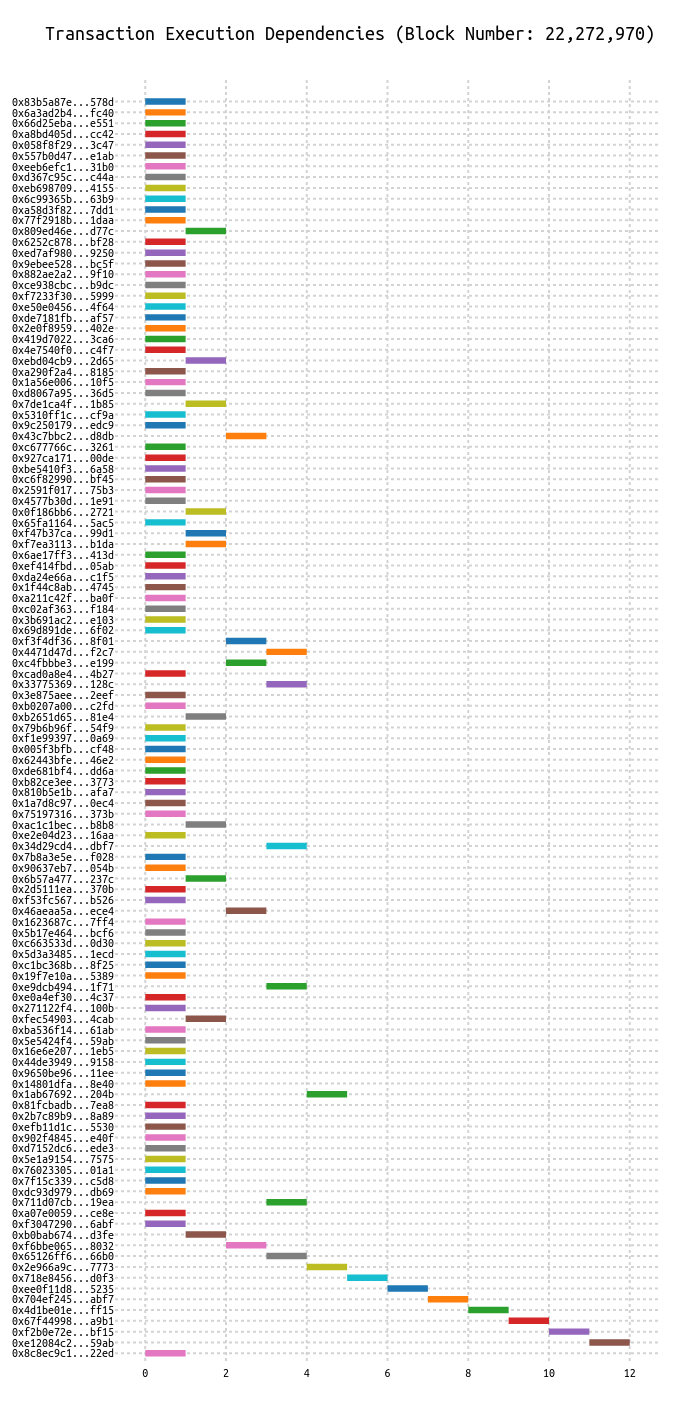 Transaction Execution Dependencies (Block Number: 22,272,970)
0x83b5a87e...578d
0x6a3ad2b4...fc40
0x66d25eba...e551
0xa8bd405d...cc42
0x058f8f29...3c47
0x557b0d47...e1ab
0xeeb6efc1...31b0
0xd367c95c...c44a
0xeb698709...4155
0x6c99365b...63b9
0xa58d3f82...7dd1
0x77f2918b...1daa
0x809ed46e...d77c
0x6252c878...bf28
0xed7af980...9250
0x9ebee528...bc5f
0x882ae2a2...9f10
0xce938cbc...b9dc
0xf7233f30...5999
0xe50e0456...4f64
0xde7181fb...af57
0x2e0f8959...402e
0x419d7022...3ca6
0x4e7540f0...c4f7
0xebd04cb9...2d65
0xa290f2a4...8185
0x1a56e006...10f5
0xd8067a95...36d5
0x7de1ca4f...1b85
0x5310ff1c...cf9a
0x9c250179...edc9
0x43c7bbc2...d8db
0xc677766c...3261
0x927ca171...00de
0xbe5410f3...6a58
0xc6f82990...bf45
0x2591f017...75b3
0x4577b30d...1e91
0x0f186bb6...2721
0x65fa1164...5ac5
0xf47b37ca...99d1
0xf7ea3113...b1da
0x6ae17ff3...413d
0xef414fbd...05ab
0xda24e66a...c1f5
0x1f44c8ab...4745
0xa211c42f...ba0f
0xc02af363...f184
0x3b691ac2...e103
0x69d891de...6f02
0xf3f4df36...8f01
0x4471d47d...f2c7
0xc4fbbbe3...e199
0xcad0a8e4...4b27
0x33775369...128c
0x3e875aee...2eef
0xb0207a00...c2fd
0xb2651d65...81e4
0x79b6b96f...54f9
0xf1e99397...0a69
0x005f3bfb...cf48
0x62443bfe...46e2
0xde681bf4...dd6a
0xb82ce3ee...3773
0x810b5e1b...afa7
0x1a7d8c97...0ec4
0x75197316...373b
0xac1c1bec...b8b8
0xe2e04d23...16aa
0x34d29cd4...dbf7
0x7b8a3e5e...f028
0x90637eb7...054b
0x6b57a477...237c
0x2d5111ea...370b
0xf53fc567...b526
0x46aeaa5a...ece4
0x1623687c...7ff4
0x5b17e464...bcf6
0xc663533d...0d30
0x5d3a3485...1ecd
0xc1bc368b...8f25
0x19f7e10a...5389
0xe9dcb494...1f71
0xe0a4ef30...4c37
0x271122f4...100b
0xfec54903...4cab
0xba536f14...61ab
0x5e5424f4...59ab
0x16e6e207...1eb5
0x44de3949...9158
0x9650be96...11ee
0x14801dfa...8e40
0x1ab67692...204b
0x81fcbadb...7ea8
0x2b7c89b9...8a89
0xefb11d1c...5530
0x902f4845...e40f
0xd7152dc6...ede3
0x5e1a9154...7575
0x76023305...01a1
0x7f15c339...c5d8
0xdc93d979...db69
0x711d07cb...19ea
0xa07e0059...ce8e
0xf3047290...6abf
0xb0bab674...d3fe
0xf6bbe065...8032
0x65126ff6...66b0
0x2e966a9c...7773
0x718e8456...d0f3
0xee0f11d8...5235
0x704ef245...abf7
0x4d1be01e...ff15
0x67f44998...a9b1
0xf2b0e72e...bf15
0xe12084c2...59ab
0x8c8ec9c1...22ed
0 2 4 6 8 10 12